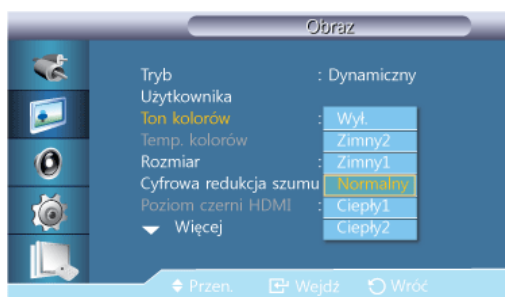 Obraz
Tryb : Dynamiczny
Użytkownika
Ton kolorów : Wył.
Temp. kolorów Zimny2
Rozmiar : Zimny1
Cyfrowa redukcja szumu Normalny
Poziom czerni HDMI : Ciepły1
Więcej Ciepły2
Przen. Wejdź Wróć